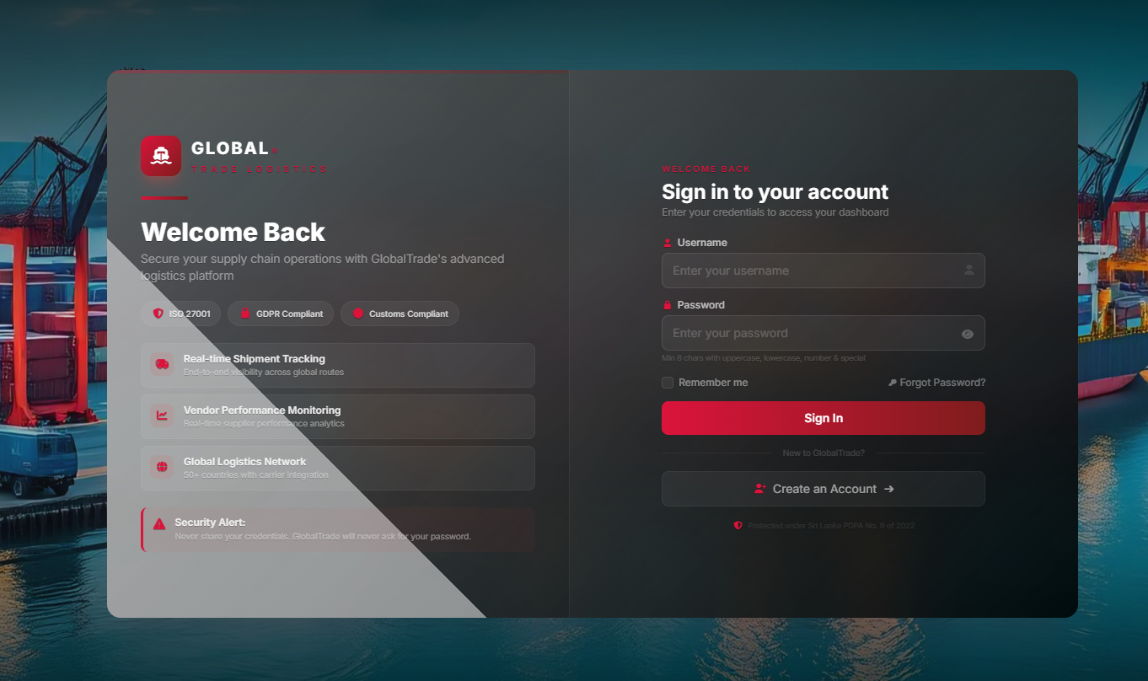 GLOBAL.
TRADE LOGISTICS
Welcome Back
Secure your supply chain operations with GlobalTrade's advanced
logistics platform
ISO 27001
GDPR Compliant
Customs Compliant
Real-time Shipment Tracking
End-to-end visibility across global routes
Vendor Performance Monitoring
Real-time supplier performance analytics
Global Logistics Network
50+ countries with carrier integration
Security Alert:
Never share your credentials. GlobalTrade will never ask for your password.
WELCOME BACK
Sign in to your account
Enter your credentials to access your dashboard
Username
Enter your username
Password
Enter your password
Min 8 chars with uppercase, lowercase, number & special
Remember me
Forgot Password?
Sign In
New to GlobalTrade?
Create an Account
Protected under Sri Lanka PDPA No. 9 of 2022